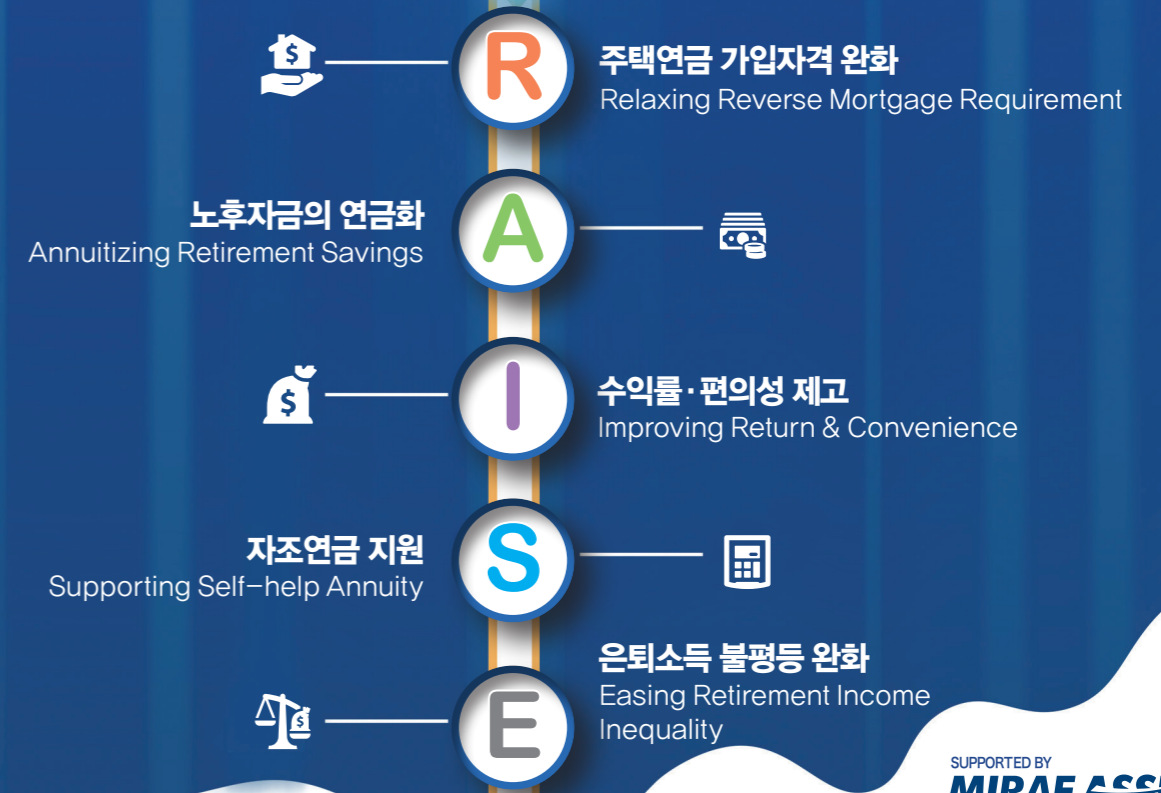 R
주택연금 가입자격 완화
Relaxing Reverse Mortgage Requirement
노후자금의 연금화
Annuitizing Retirement Savings
A
I
수익률·편의성 제고
Improving Return & Convenience
자조연금 지원
Supporting Self-help Annuity
S
E
은퇴소득 불평등 완화
Easing Retirement Income
Inequality
SUPPORTED BY
MIRAE